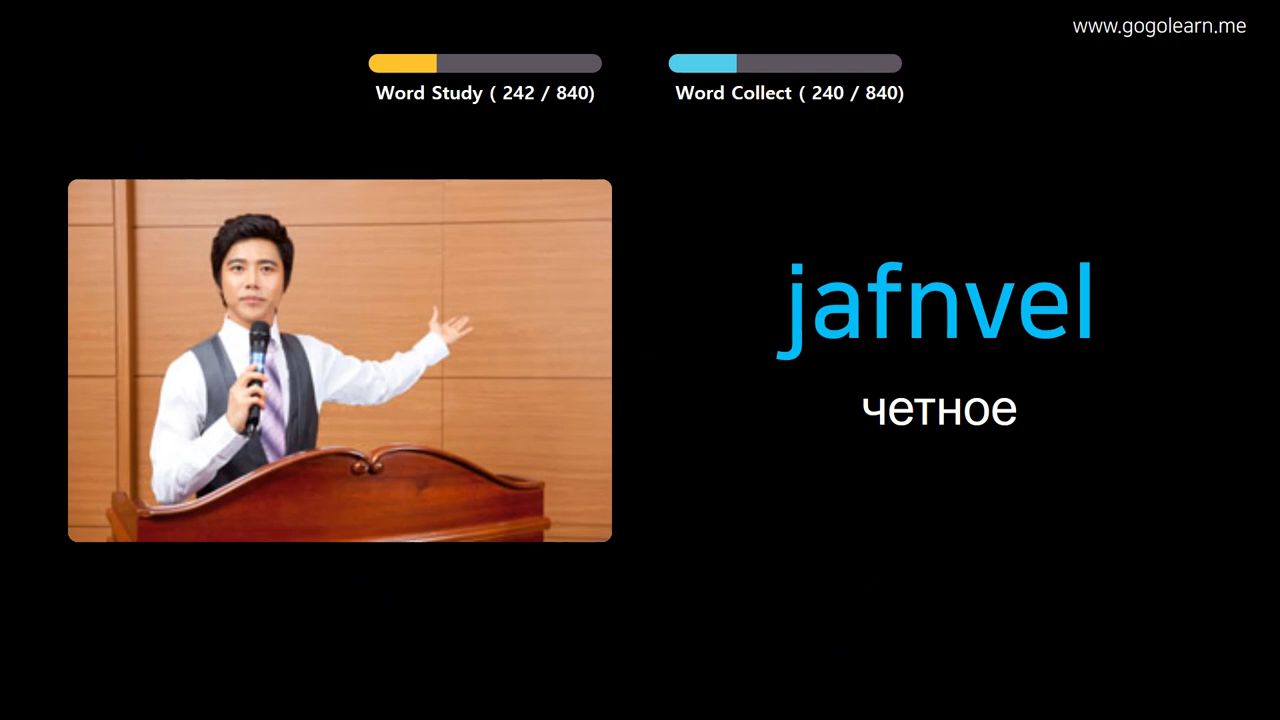 www.gogolearn.me
Word Study ( 242 / 840)
Word Collect ( 240 / 840)
jafnvel
четное